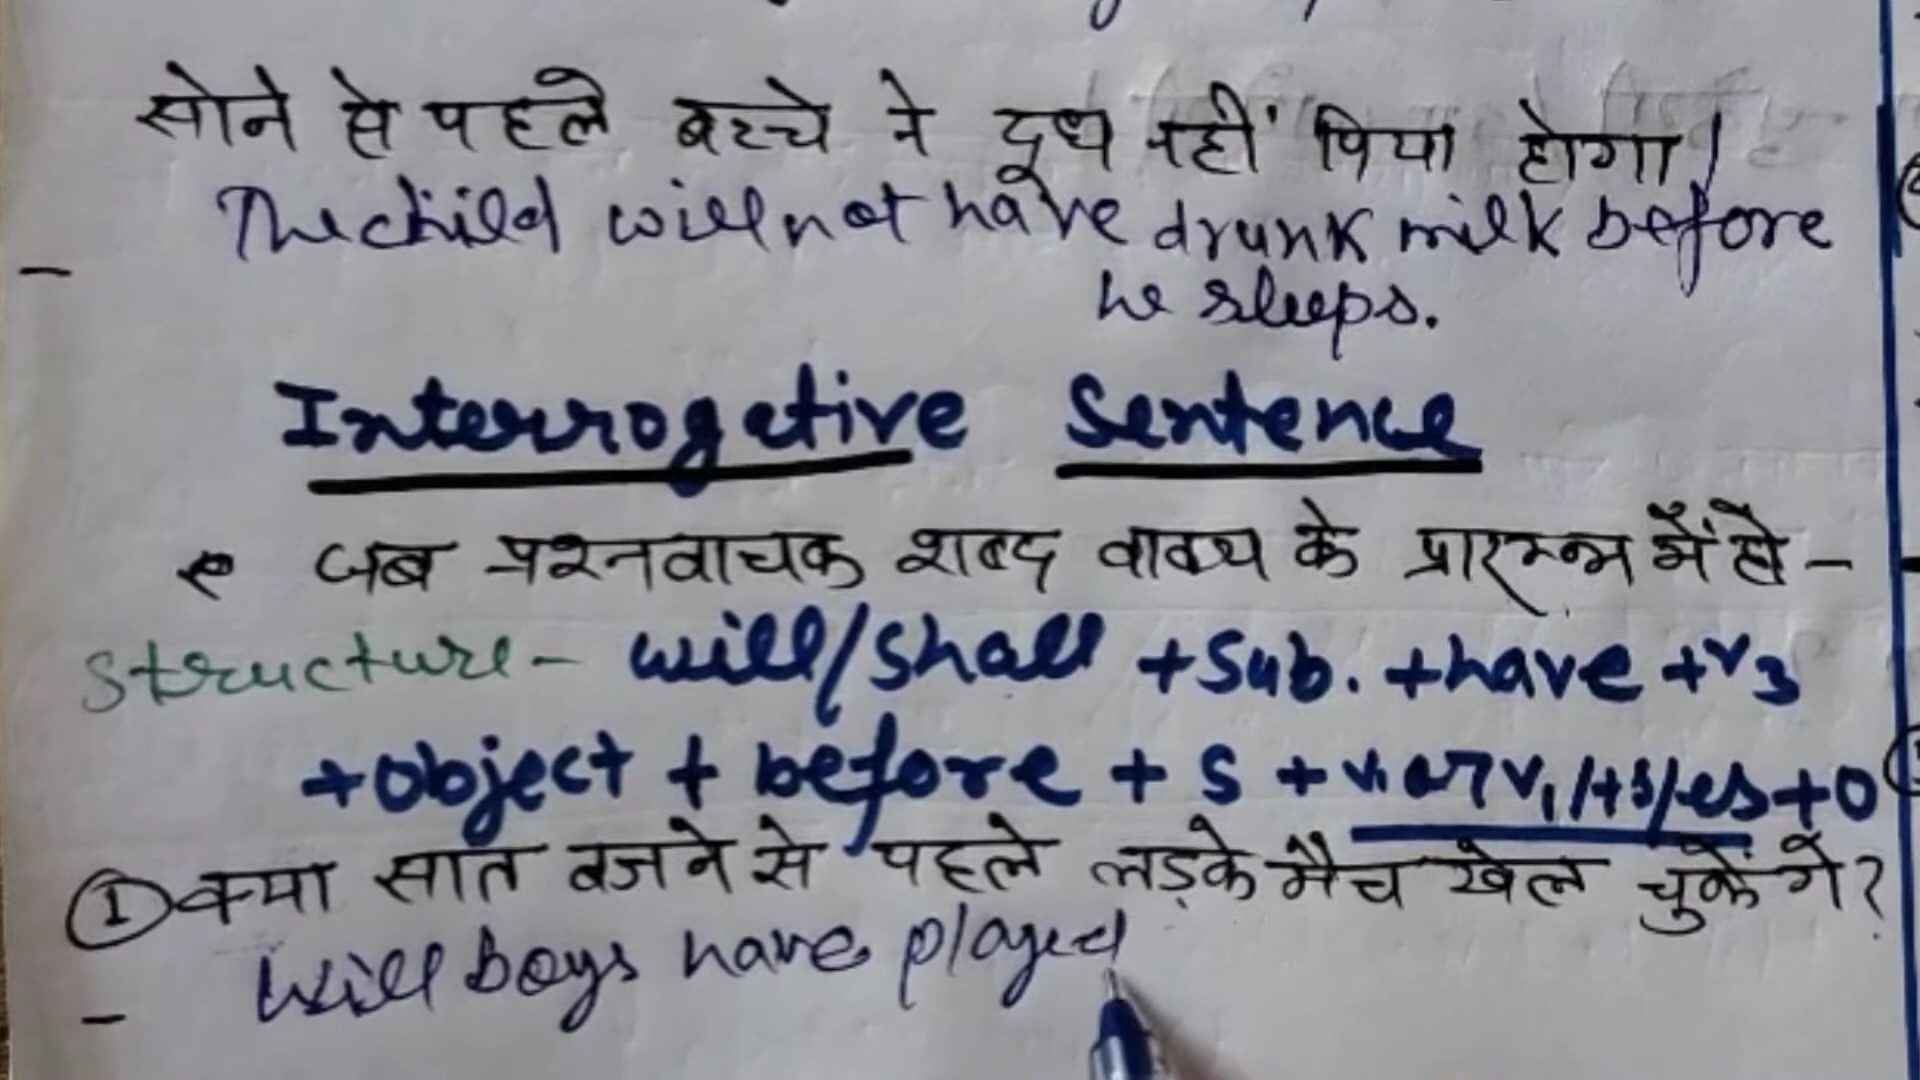 सोने से पहले बच्चे ने दूध नहीं पिया होगा।
The child will not have drunk milk before
he sleeps.
Interrogative Sentence
जब प्रश्नवाचक शब्द वाक्य के प्रारम्भ में हो -
Structure - will/shall + Sub. + have + v3
+ object + before + S + v1 or v1/+s/es + O
① क्या सात बजने से पहले लड़के मैच खेल चुकेंगे?
- Will boys have played